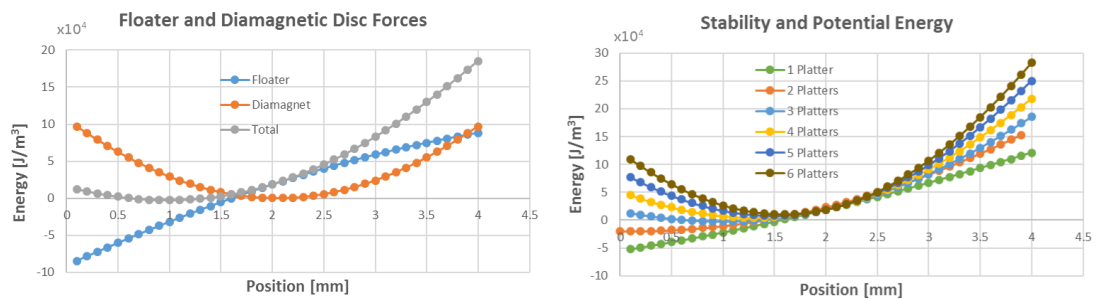 Floater and Diamagnetic Disc Forces
x10⁴
20
15
10
5
0
-5
-10
0
0.5
1
1.5
2
2.5
3
3.5
4
4.5
Energy [J/m³]
Position [mm]
Floater
Diamagnet
Total
Stability and Potential Energy
x10⁴
30
25
20
15
10
5
0
-5
-10
0
0.5
1
1.5
2
2.5
3
3.5
4
4.5
Energy [J/m³]
Position [mm]
1 Platter
2 Platters
3 Platters
4 Platters
5 Platters
6 Platters